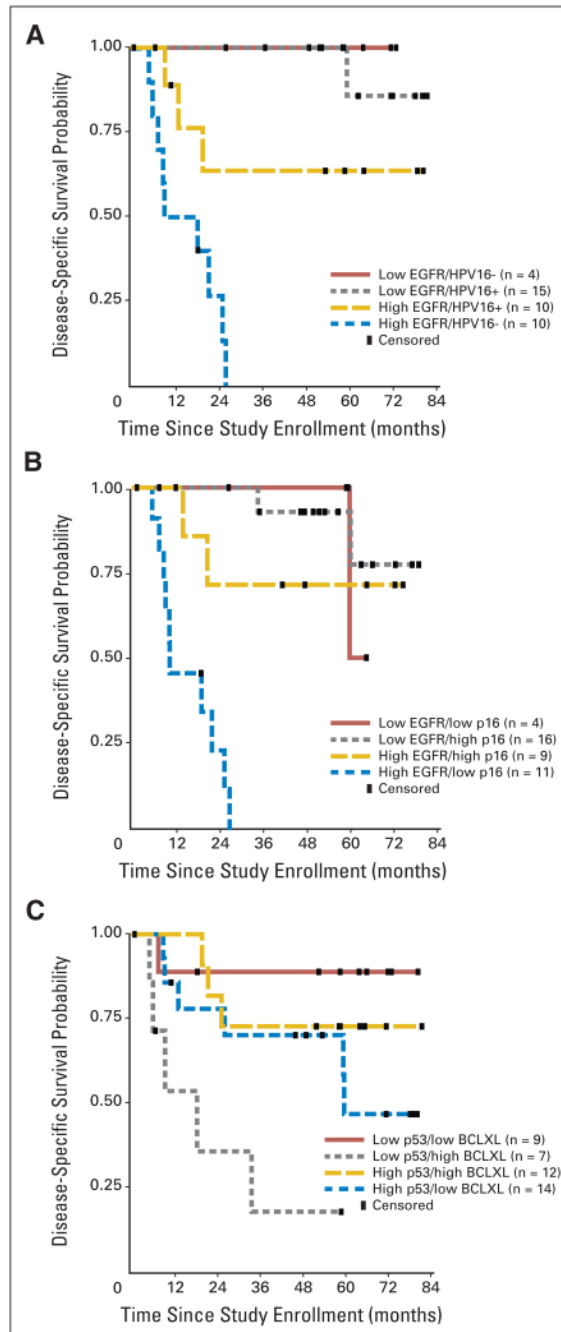 A
Disease-Specific Survival Probability
1.00
0.75
0.50
0.25
0
Low EGFR/HPV16- (n = 4)
Low EGFR/HPV16+ (n = 15)
High EGFR/HPV16+ (n = 10)
High EGFR/HPV16- (n = 10)
Censored
12 24 36 48 60 72 84
Time Since Study Enrollment (months)
B
Disease-Specific Survival Probability
1.00
0.75
0.50
0.25
0
Low EGFR/low p16 (n = 4)
Low EGFR/high p16 (n = 16)
High EGFR/high p16 (n = 9)
High EGFR/low p16 (n = 11)
Censored
12 24 36 48 60 72 84
Time Since Study Enrollment (months)
C
Disease-Specific Survival Probability
1.00
0.75
0.50
0.25
0
Low p53/low BCLXL (n = 9)
Low p53/high BCLXL (n = 7)
High p53/high BCLXL (n = 12)
High p53/low BCLXL (n = 14)
Censored
12 24 36 48 60 72 84
Time Since Study Enrollment (months)